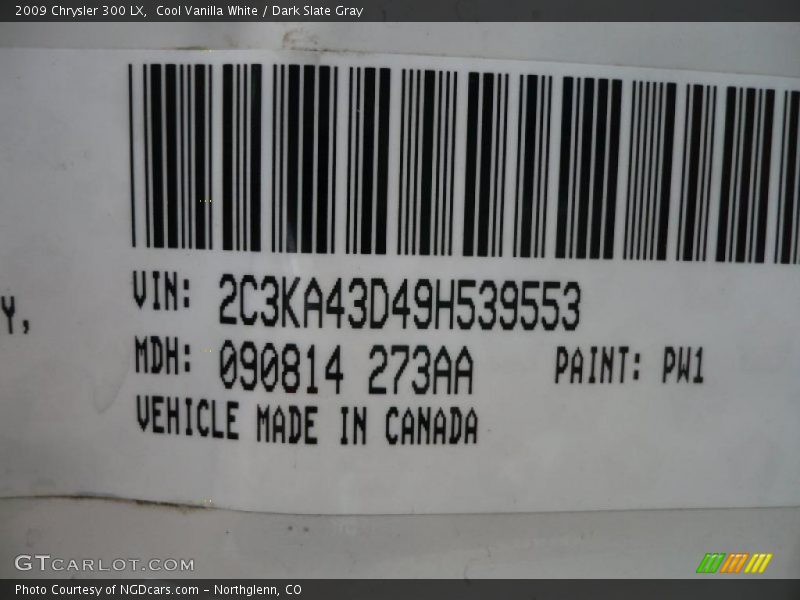 2009 Chrysler 300 LX,  Cool Vanilla White / Dark Slate Gray
Y,
VIN: 2C3KA43D49H539553
MDH: 090814 273AA PAINT: PW1
VEHICLE MADE IN CANADA
GTCARLOT.COM
Photo Courtesy of NGDcars.com - Northglenn, CO